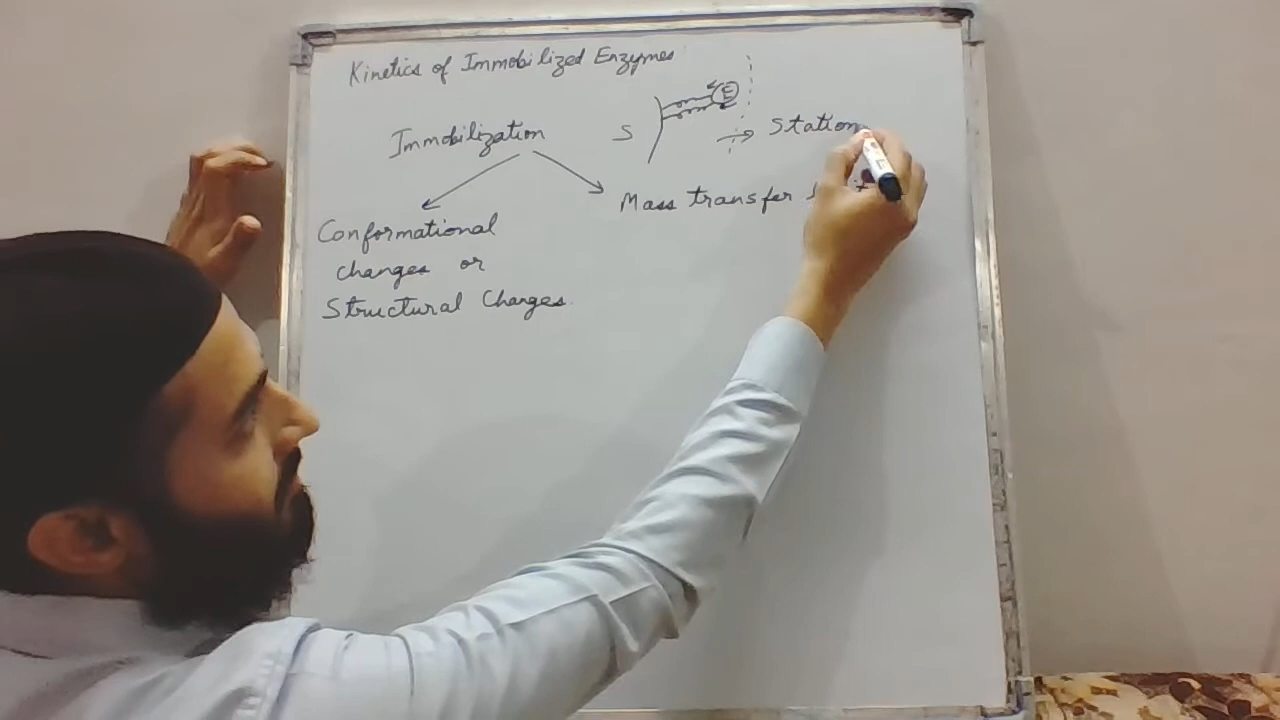 Kinetics of Immobilized Enzymes
E
Immobilization
S
Station
Mass transfer
Conformational
changes or
Structural Changes.